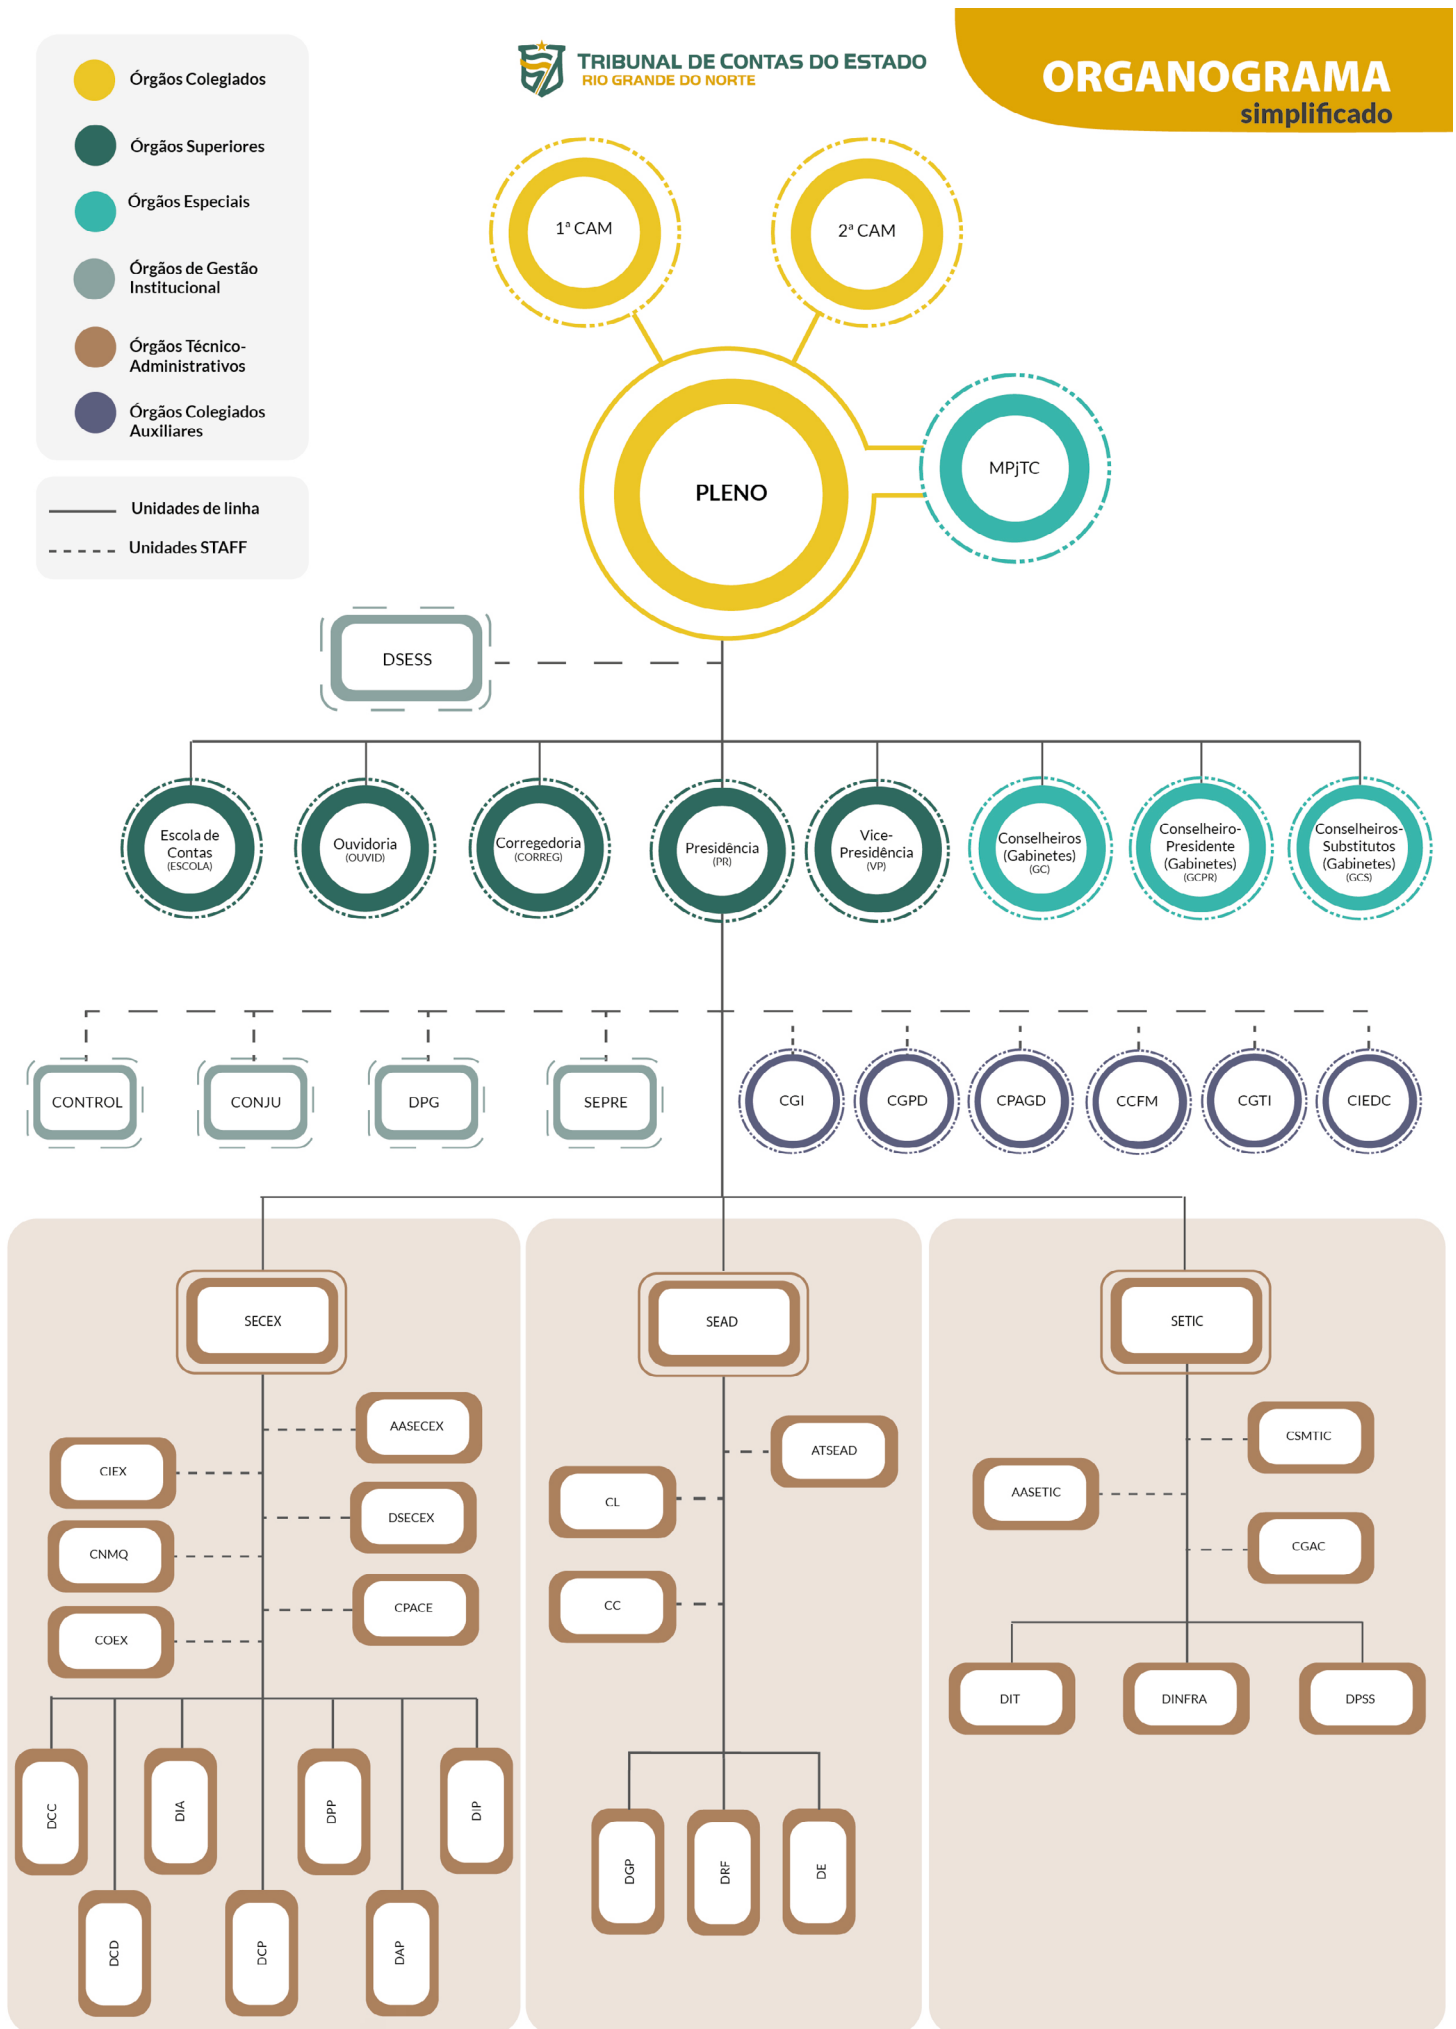 TRIBUNAL DE CONTAS DO ESTADO
RIO GRANDE DO NORTE
ORGANOGRAMA
simplificado
Órgãos Colegiados
Órgãos Superiores
Órgãos Especiais
Órgãos de Gestão
Institucional
Órgãos Técnico-
Administrativos
Órgãos Colegiados
Auxiliares
Unidades de linha
Unidades STAFF
1ª CAM
2ª CAM
PLENO
MPjTC
DSESS
Escola de
Contas
(ESCOLA)
Ouvidoria
(OUVID)
Corregedoria
(CORREG)
Presidência
(PR)
Vice-
Presidência
(VP)
Conselheiros
(Gabinetes)
(GC)
Conselheiro-
Presidente
(Gabinetes)
(GCPR)
Conselheiros-
Substitutos
(Gabinetes)
(GCS)
CONTROL
CONJU
DPG
SEPRE
CGI
CGPD
CPAGD
CCFM
CGTI
CIEDC
SECEX
AASECEX
CIEX
DSECEX
CNMQ
CPACE
COEX
DCC
DIA
DPP
DIP
DCD
DCP
DAP
SEAD
ATSEAD
CL
CC
DGP
DRF
DE
SETIC
CSMTIC
AASETIC
CGAC
DIT
DINFRA
DPSS